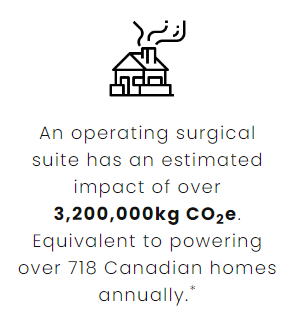 An operating surgical
suite has an estimated
impact of over
3,200,000kg CO₂e.
Equivalent to powering
over 718 Canadian homes
annually.*